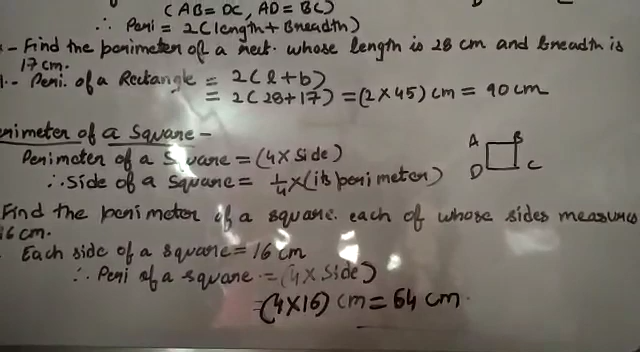 (AB = DC, AD = BC)
∴ Peri = 2(length + Breadth)
- Find the perimeter of a rect. whose length is 28 cm and breadth is
17 cm.
1.- Peri. of a Rectangle = 2(l+b)
= 2(28+17) = (2×45) cm = 90 cm
erimeter of a Square -
A B
Perimeter of a Square = (4×Side)
D C
∴ Side of a Square = 1/4 × (its perimeter)
Find the perimeter of a square. each of whose sides measures
16 cm.
Each side of a square = 16 cm
∴ Peri of a square = (4×Side)
= (4×16) cm = 64 cm.